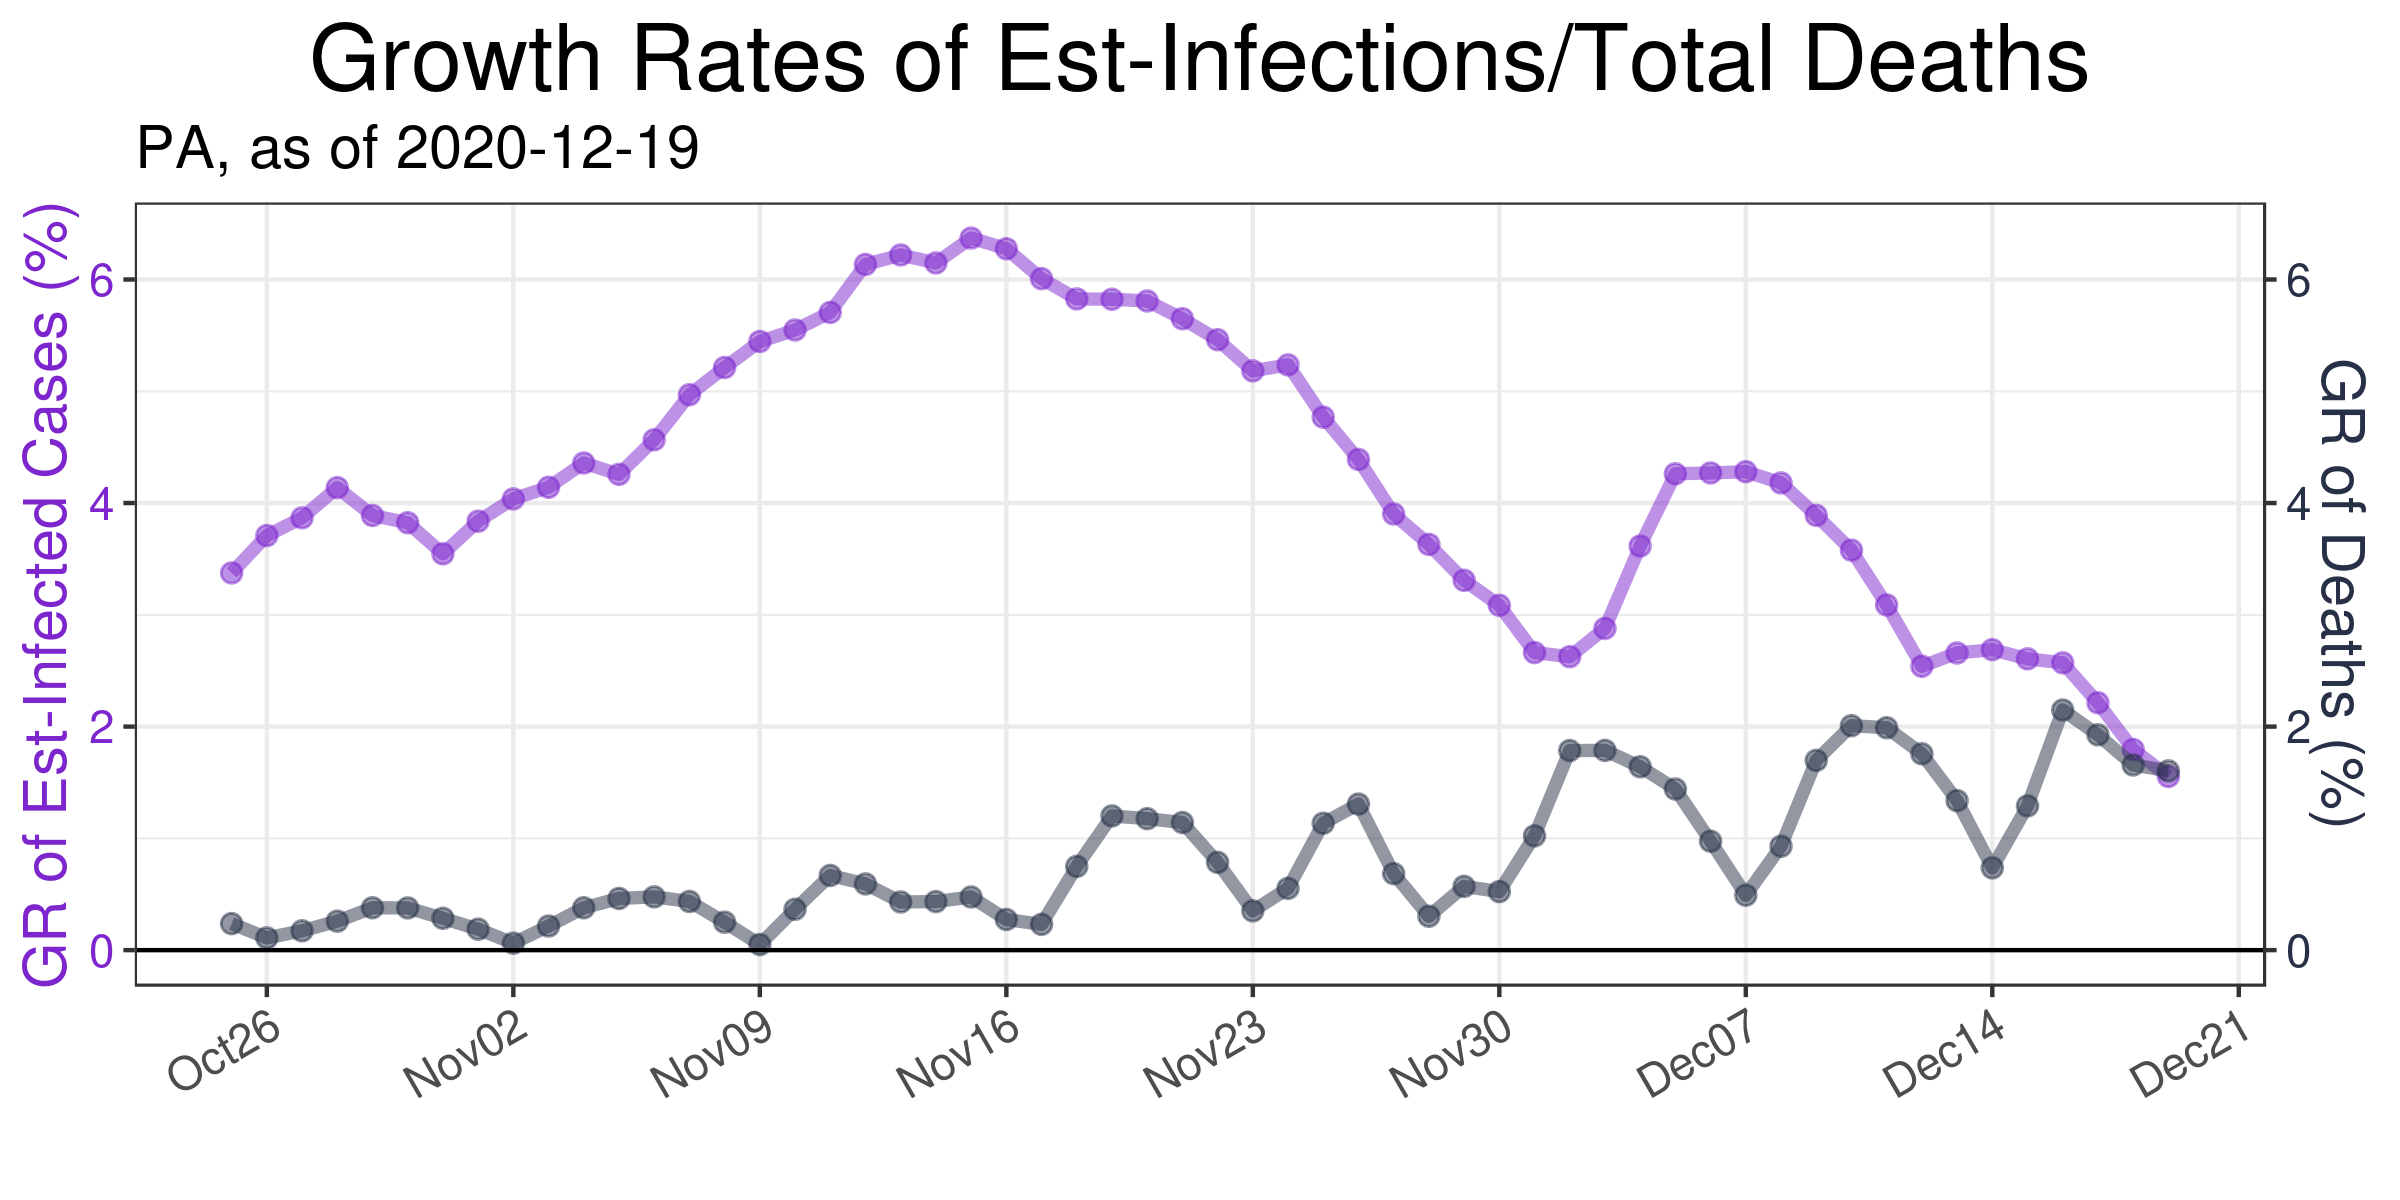 Growth Rates of Est-Infections/Total Deaths
PA, as of 2020-12-19
GR of Est-Infected Cases (%)
6
4
2
0
6
4
2
0
GR of Deaths (%)
Oct26
Nov02
Nov09
Nov16
Nov23
Nov30
Dec07
Dec14
Dec21